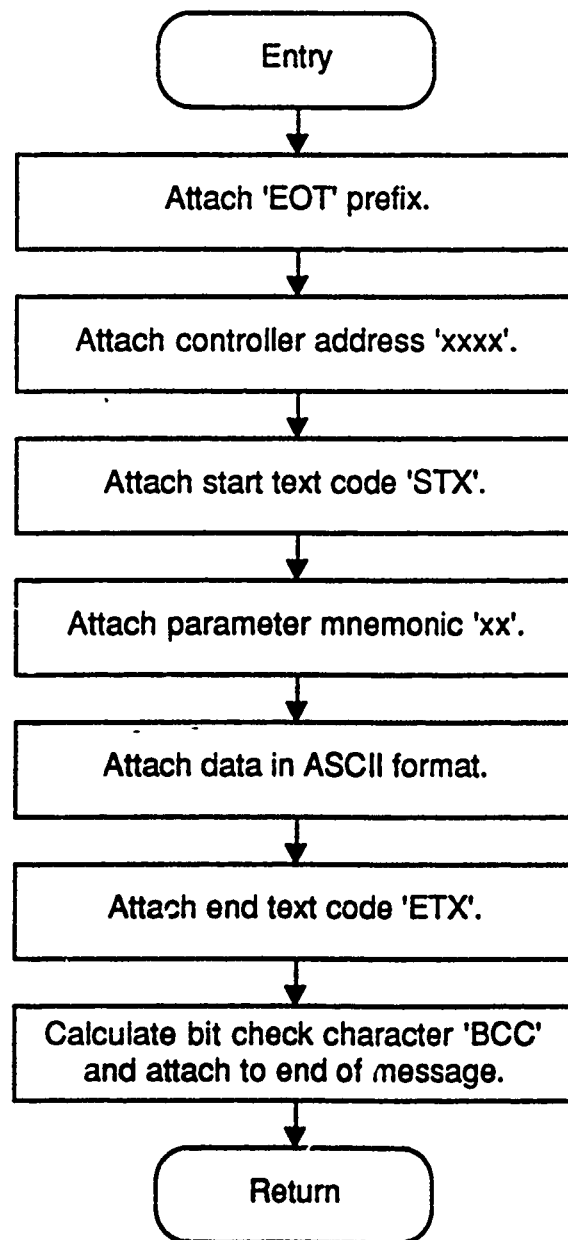 Entry
Attach 'EOT' prefix.
Attach controller address 'xxxx'.
Attach start text code 'STX'.
Attach parameter mnemonic 'xx'.
Attach data in ASCII format.
Attach end text code 'ETX'.
Calculate bit check character 'BCC'
and attach to end of message.
Return